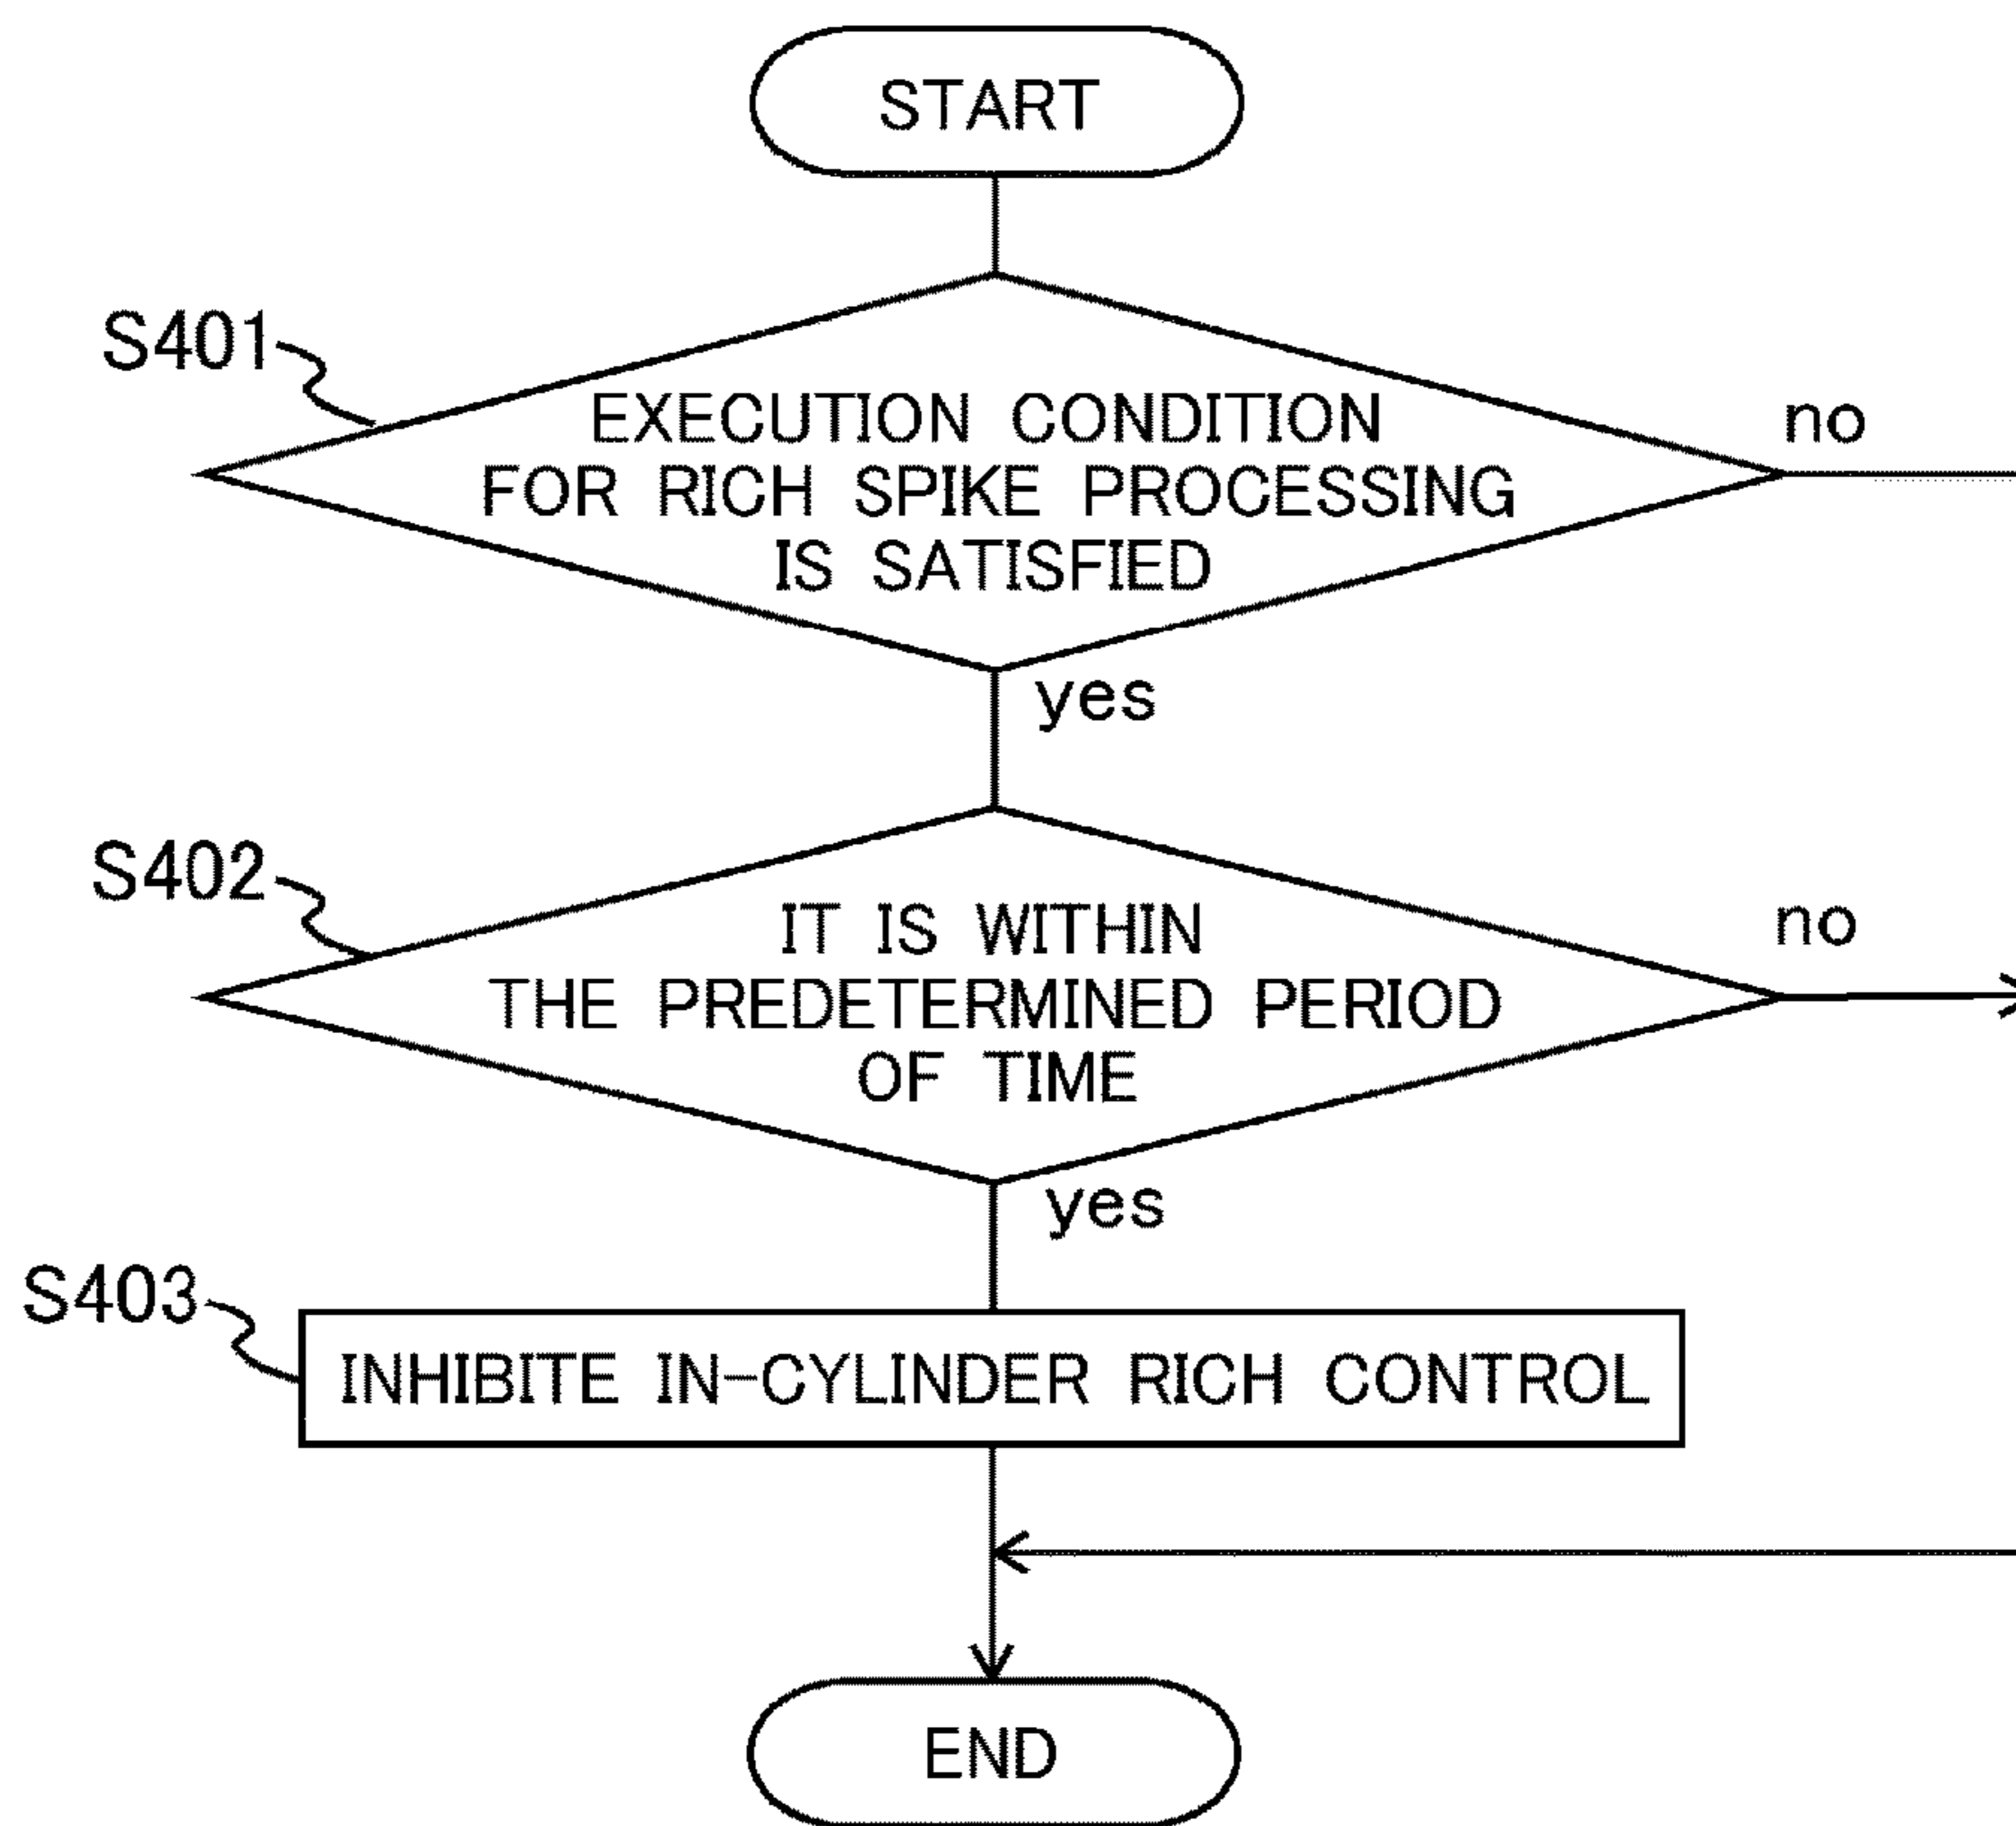 START
S401
EXECUTION CONDITION
FOR RICH SPIKE PROCESSING
IS SATISFIED
no
yes
S402
IT IS WITHIN
THE PREDETERMINED PERIOD
OF TIME
no
yes
S403
INHIBITE IN-CYLINDER RICH CONTROL
END